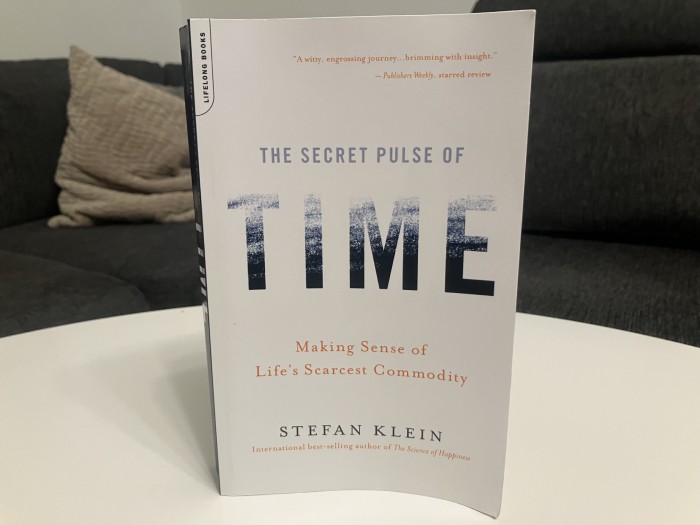 LIFELONG BOOKS
"A witty, engrossing journey...brimming with insight."
— Publishers Weekly, starred review
THE SECRET PULSE OF
TIME
Making Sense of
Life's Scarcest Commodity
STEFAN KLEIN
International best-selling author of The Science of Happiness